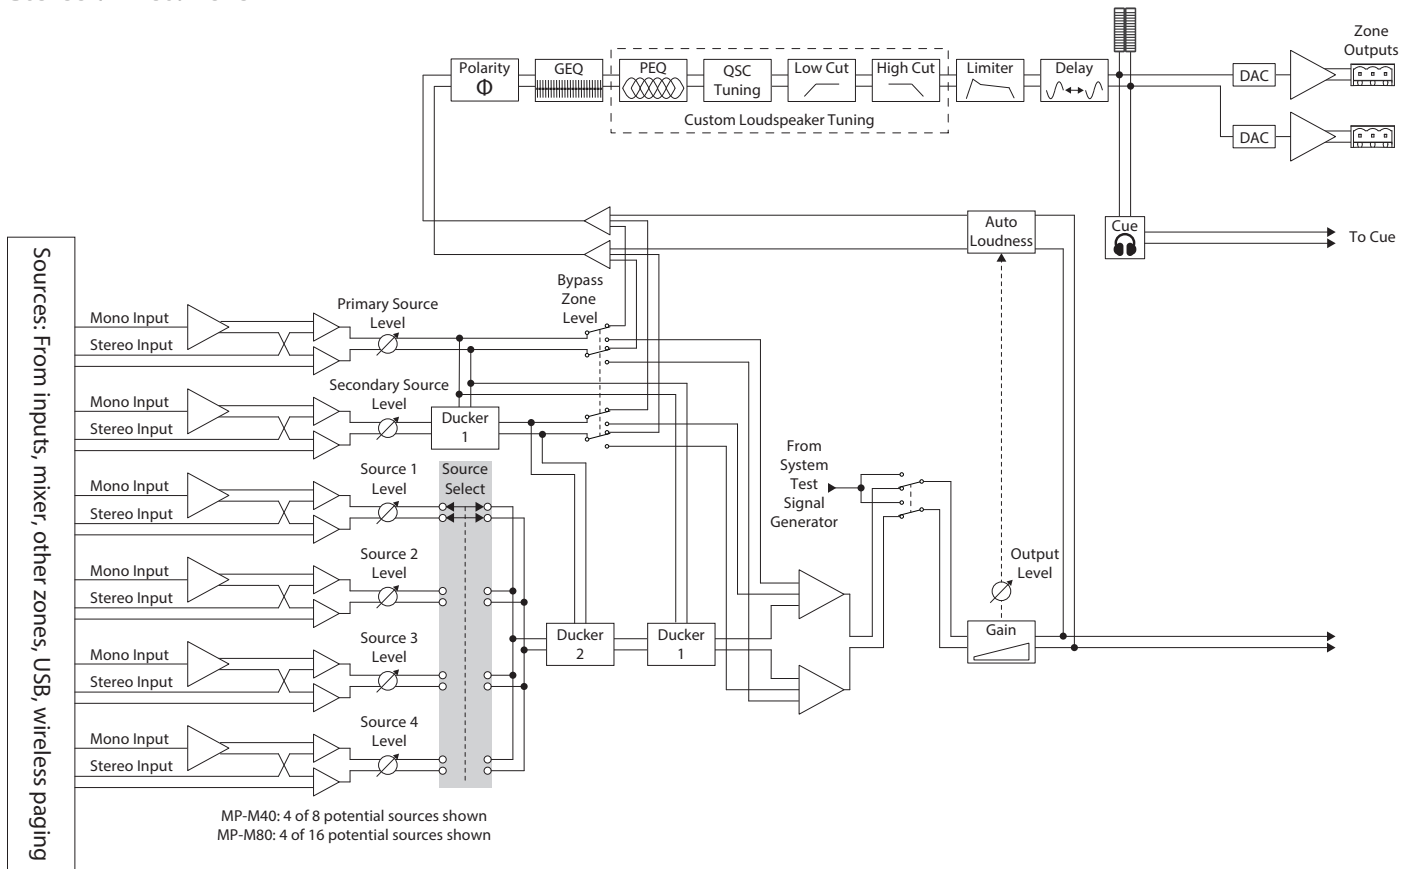 Polarity
Φ
GEQ
PEQ
QSC
Tuning
Low Cut
High Cut
Limiter
Delay
Custom Loudspeaker Tuning
DAC
DAC
Zone
Outputs
Auto
Loudness
Cue
To Cue
Sources: From inputs, mixer, other zones, USB, wireless paging
Bypass
Zone
Level
Mono Input
Stereo Input
Primary Source
Level
Mono Input
Stereo Input
Secondary Source
Level
Ducker
1
Mono Input
Stereo Input
Source 1
Level
Source
Select
From
System
Test
Signal
Generator
Mono Input
Stereo Input
Source 2
Level
Output
Level
Mono Input
Stereo Input
Source 3
Level
Ducker
2
Ducker
1
Gain
Mono Input
Stereo Input
Source 4
Level
MP-M40: 4 of 8 potential sources shown
MP-M80: 4 of 16 potential sources shown